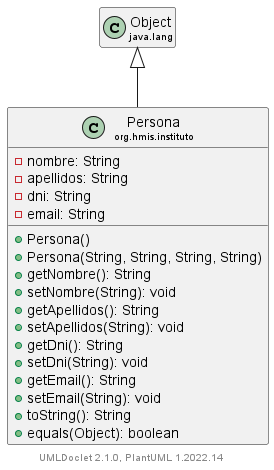 C Object
java.lang
C Persona
org.hmis.instituto
nombre: String
apellidos: String
dni: String
email: String
Persona()
Persona(String, String, String, String)
getNombre(): String
setNombre(String): void
getApellidos(): String
setApellidos(String): void
getDni(): String
setDni(String): void
getEmail(): String
setEmail(String): void
toString(): String
equals(Object): boolean
UMLDoclet 2.1.0, PlantUML 1.2022.14